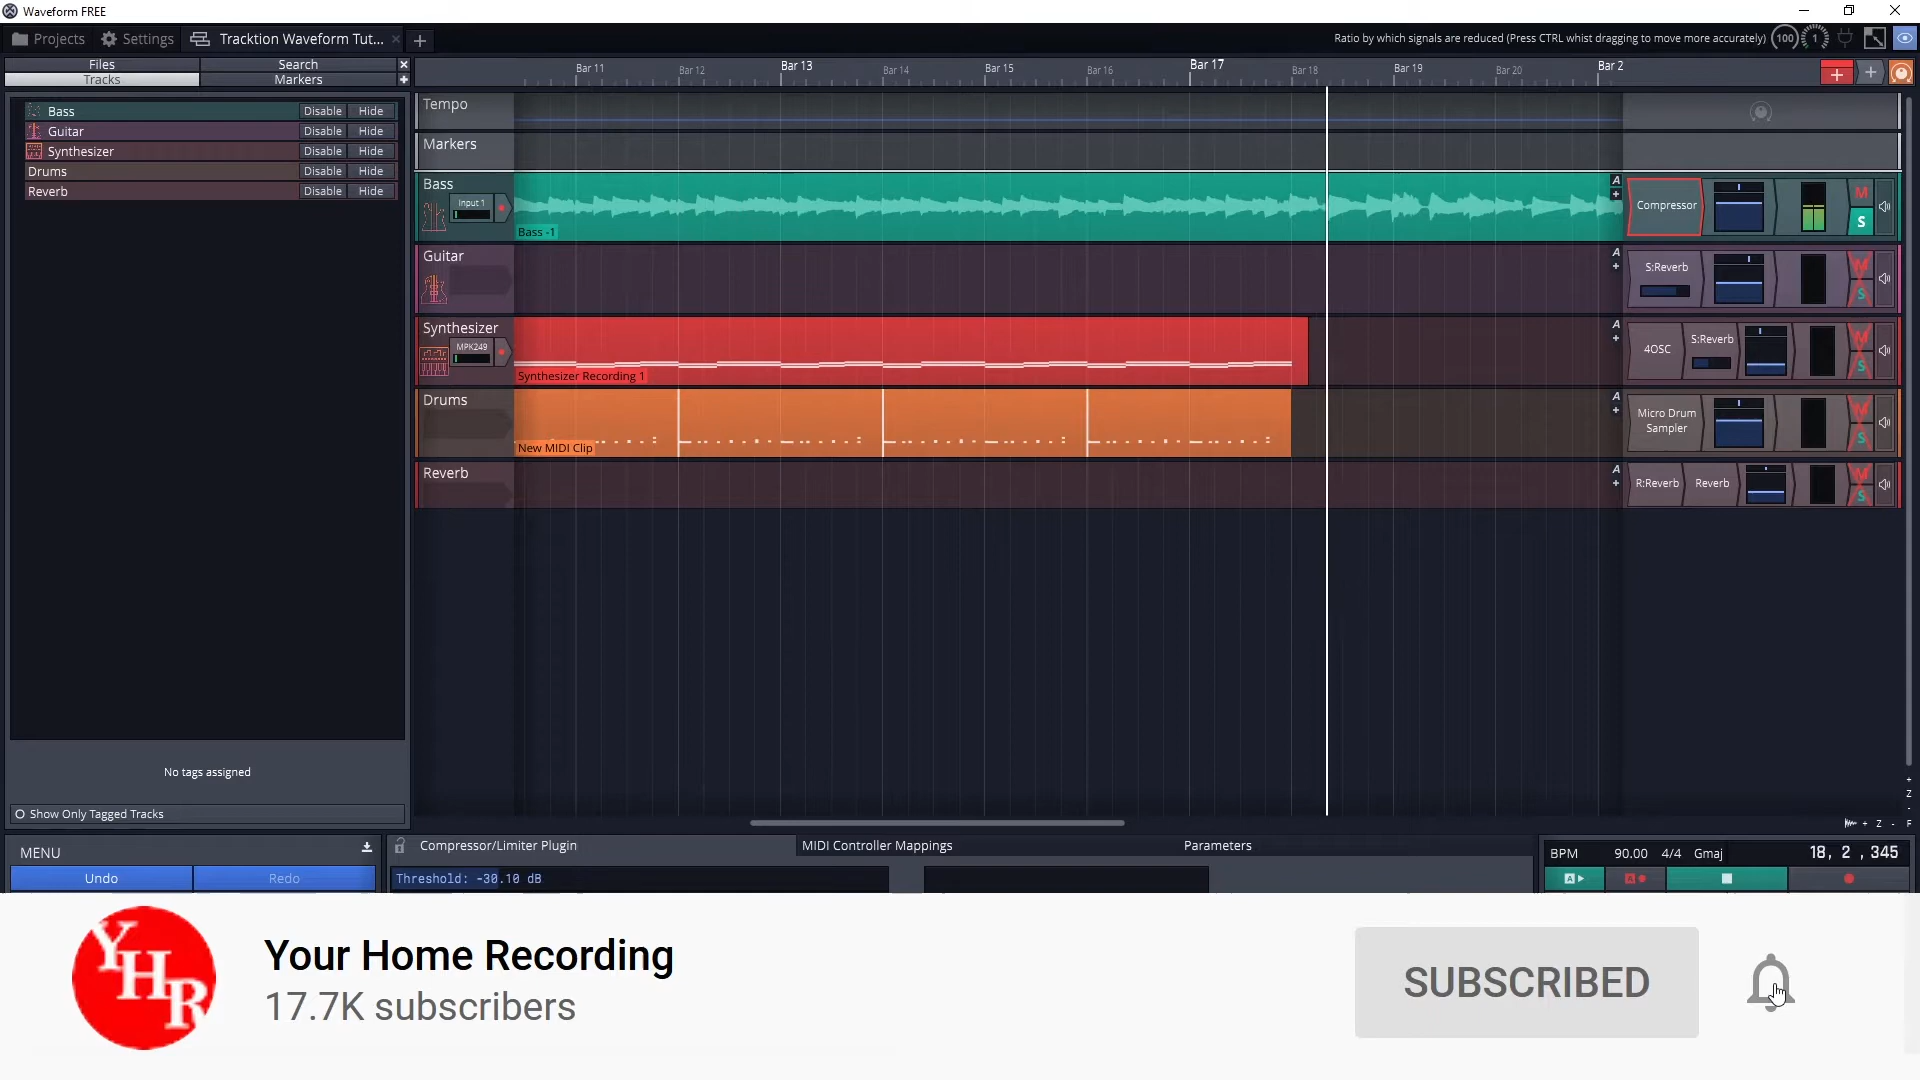 Waveform FREE
Projects
Settings
Tracktion Waveform Tut...
Ratio by which signals are reduced (Press CTRL whist dragging to move more accurately)
100
1
Files
Search
Tracks
Markers
Bar 11
Bar 12
Bar 13
Bar 14
Bar 15
Bar 16
Bar 17
Bar 18
Bar 19
Bar 20
Bar 2
Bass Disable Hide
Guitar Disable Hide
Synthesizer Disable Hide
Drums Disable Hide
Reverb Disable Hide
Tempo
Markers
Bass
Input 1
Bass -1
A
Compressor
M
S
Guitar
A
S:Reverb
M
S
Synthesizer
MPK249
Synthesizer Recording 1
A
4OSC
S:Reverb
M
S
Drums
New MIDI Clip
A
Micro Drum
Sampler
M
S
Reverb
A
R:Reverb
Reverb
M
S
No tags assigned
Show Only Tagged Tracks
+
Z
-
+ Z - F
MENU
Undo
Redo
Compressor/Limiter Plugin
MIDI Controller Mappings
Parameters
Threshold: -30.10 dB
BPM 90.00 4/4 Gmaj 18, 2 , 345
A
A
YHR
Your Home Recording
17.7K subscribers
SUBSCRIBED